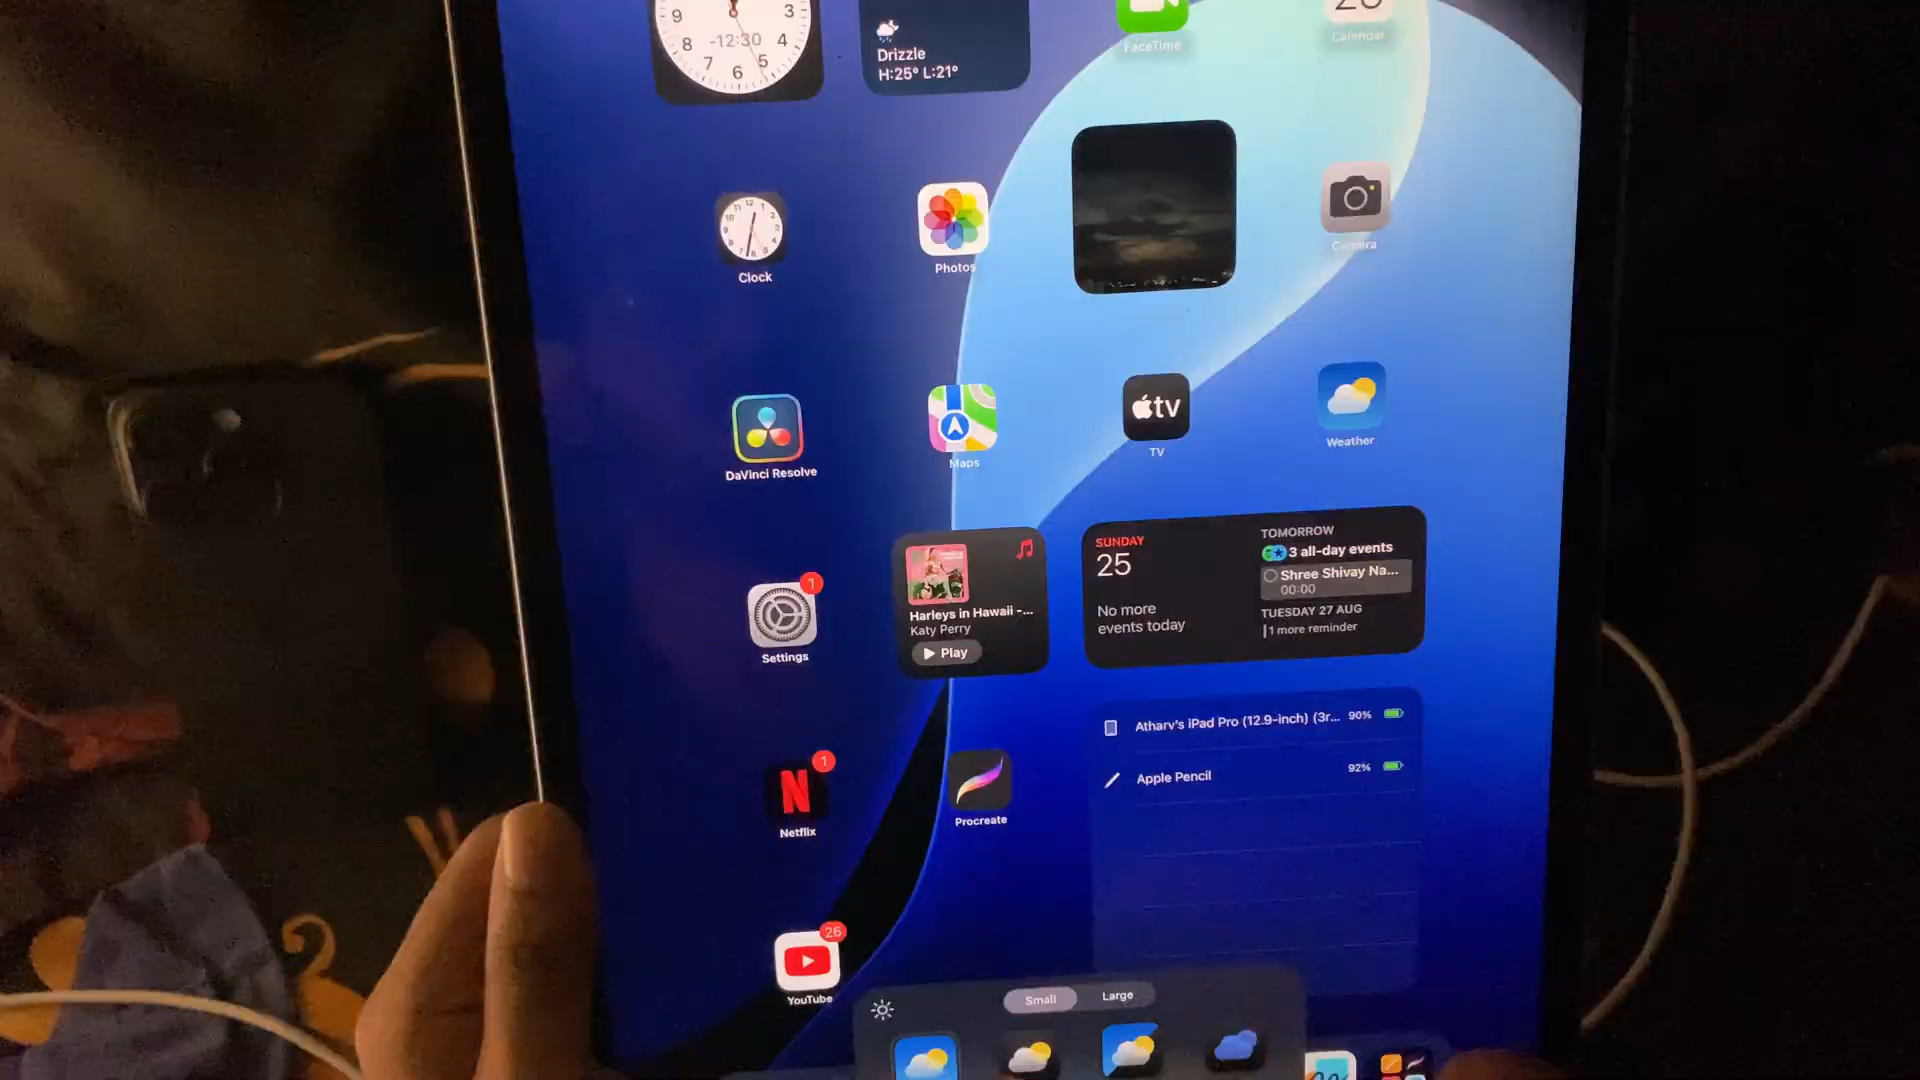 9
3
8
-12:30
4
7
5
6
Drizzle
H:25° L:21°
FaceTime
Calendar
Clock
Photos
Camera
DaVinci Resolve
Maps
tv
TV
Weather
1
Settings
Harleys in Hawaii -...
Katy Perry
Play
SUNDAY
25
No more
events today
TOMORROW
3 all-day events
Shree Shivay Na...
00:00
TUESDAY 27 AUG
1 more reminder
Atharv's iPad Pro (12.9-inch) (3r... 90%
Apple Pencil 92%
1
N
Netflix
Procreate
26
YouTube
Small
Large